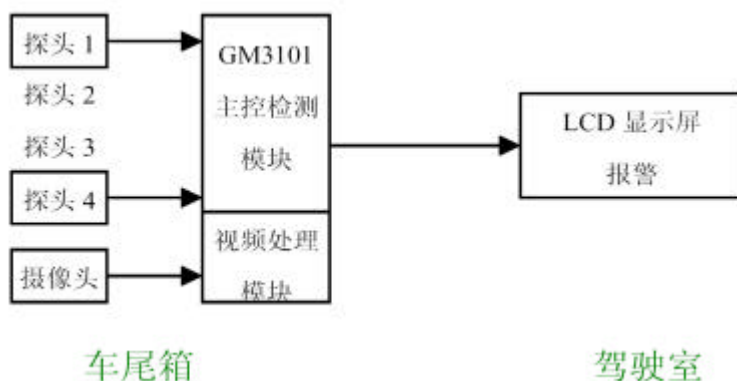 探头 1
探头 2
探头 3
探头 4
摄像头
GM3101
主控检测
模块
视频处理
模块
LCD 显示屏
报警
车尾箱
驾驶室